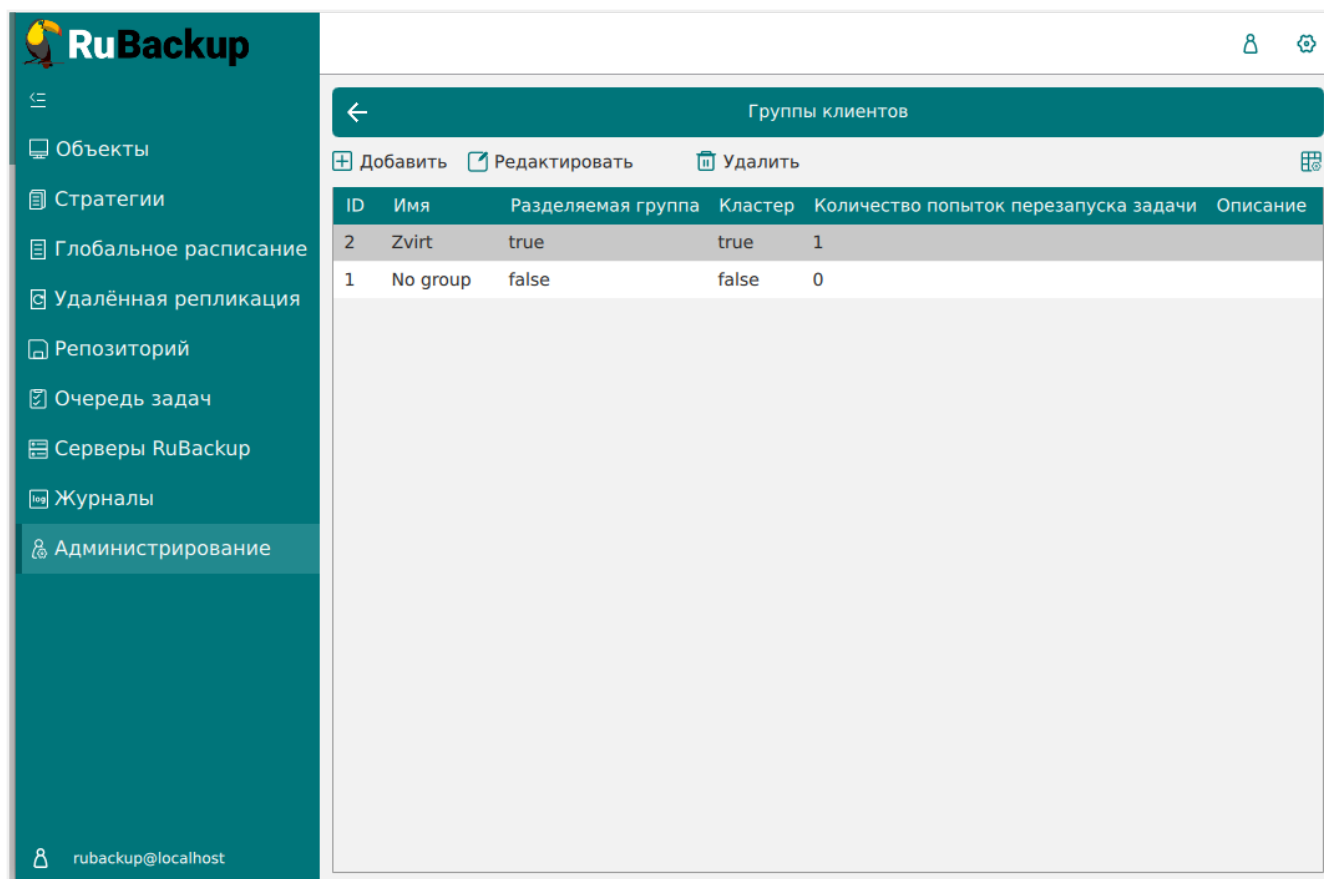 RuBackup
Группы клиентов
Объекты
Добавить Редактировать Удалить
Стратегии
ID Имя Разделяемая группа Кластер Количество попыток перезапуска задачи Описание
Глобальное расписание
2 Zvirt true true 1
1 No group false false 0
Удалённая репликация
Репозиторий
Очередь задач
Серверы RuBackup
log Журналы
Администрирование
rubackup@localhost